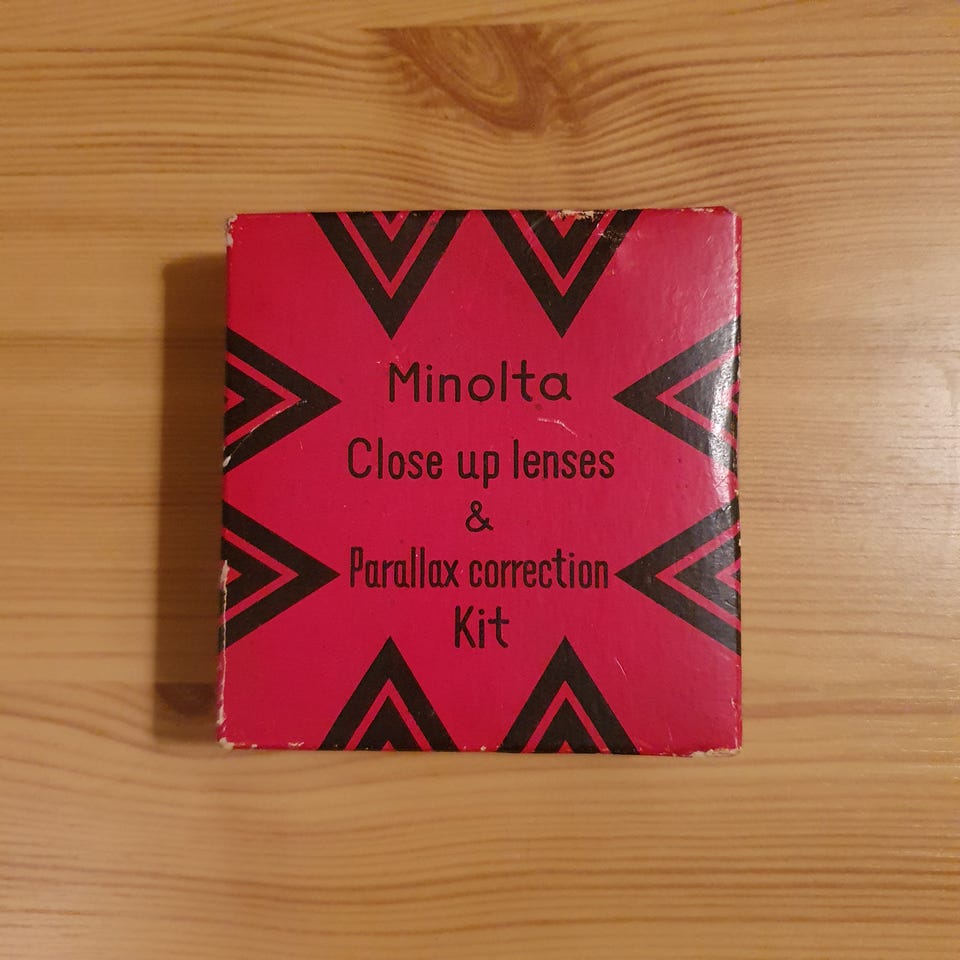 Minolta
Close up lenses
&
Parallax correction
Kit